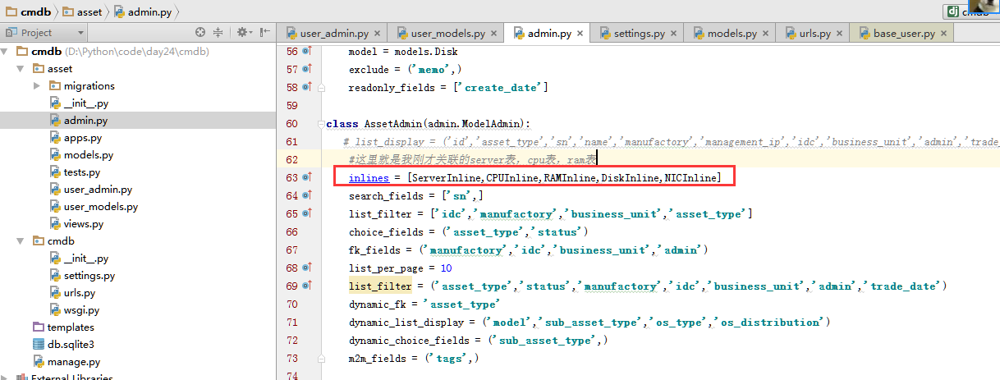 cmdb asset admin.py cmdb
Project user_admin.py user_models.py admin.py settings.py models.py urls.py base_user.py
cmdb (D:\Python\code\day24\cmdb)
asset
migrations
__init__.py
admin.py
apps.py
models.py
tests.py
user_admin.py
user_models.py
views.py
cmdb
__init__.py
settings.py
urls.py
wsgi.py
templates
db.sqlite3
manage.py
External Libraries
56 model = models.Disk
57 exclude = ('memo',)
58 readonly_fields = ['create_date']
59
60 class AssetAdmin(admin.ModelAdmin):
61 # list_display = ('id','asset_type','sn','name','manufactory','management_ip','idc','business_unit','admin','trade_
62 #这里就是我刚才关联的server表，cpu表，ram表
63 inlines = [ServerInline,CPUInline,RAMInline,DiskInline,NICInline]
64 search_fields = ['sn',]
65 list_filter = ['idc','manufactory','business_unit','asset_type']
66 choice_fields = ('asset_type','status')
67 fk_fields = ('manufactory','idc','business_unit','admin')
68 list_per_page = 10
69 list_filter = ('asset_type','status','manufactory','idc','business_unit','admin','trade_date')
70 dynamic_fk = 'asset_type'
71 dynamic_list_display = ('model','sub_asset_type','os_type','os_distribution')
72 dynamic_choice_fields = ('sub_asset_type',)
73 m2m_fields = ('tags',)
74